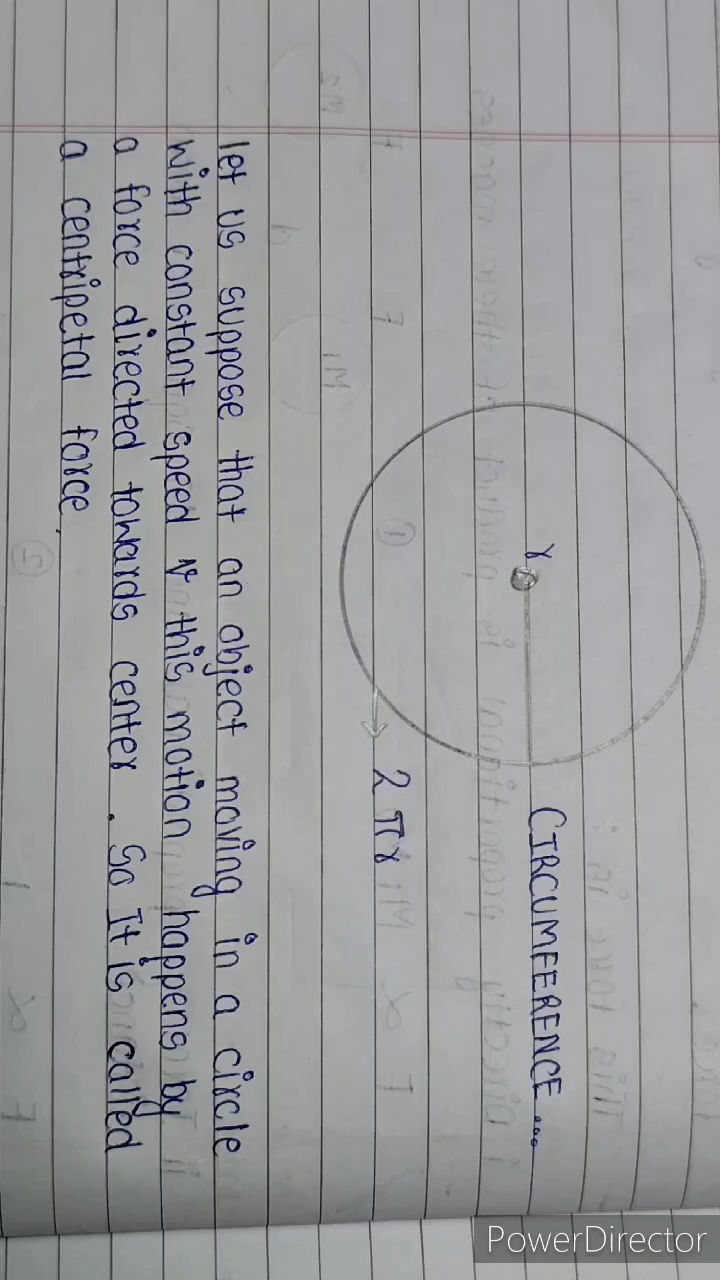 CIRCUMFERENCE...
r
2πr
let us suppose that an object moving in a circle
with constant speed v this motion happens by
a force directed towards center. So It is called
a centripetal force.
PowerDirector